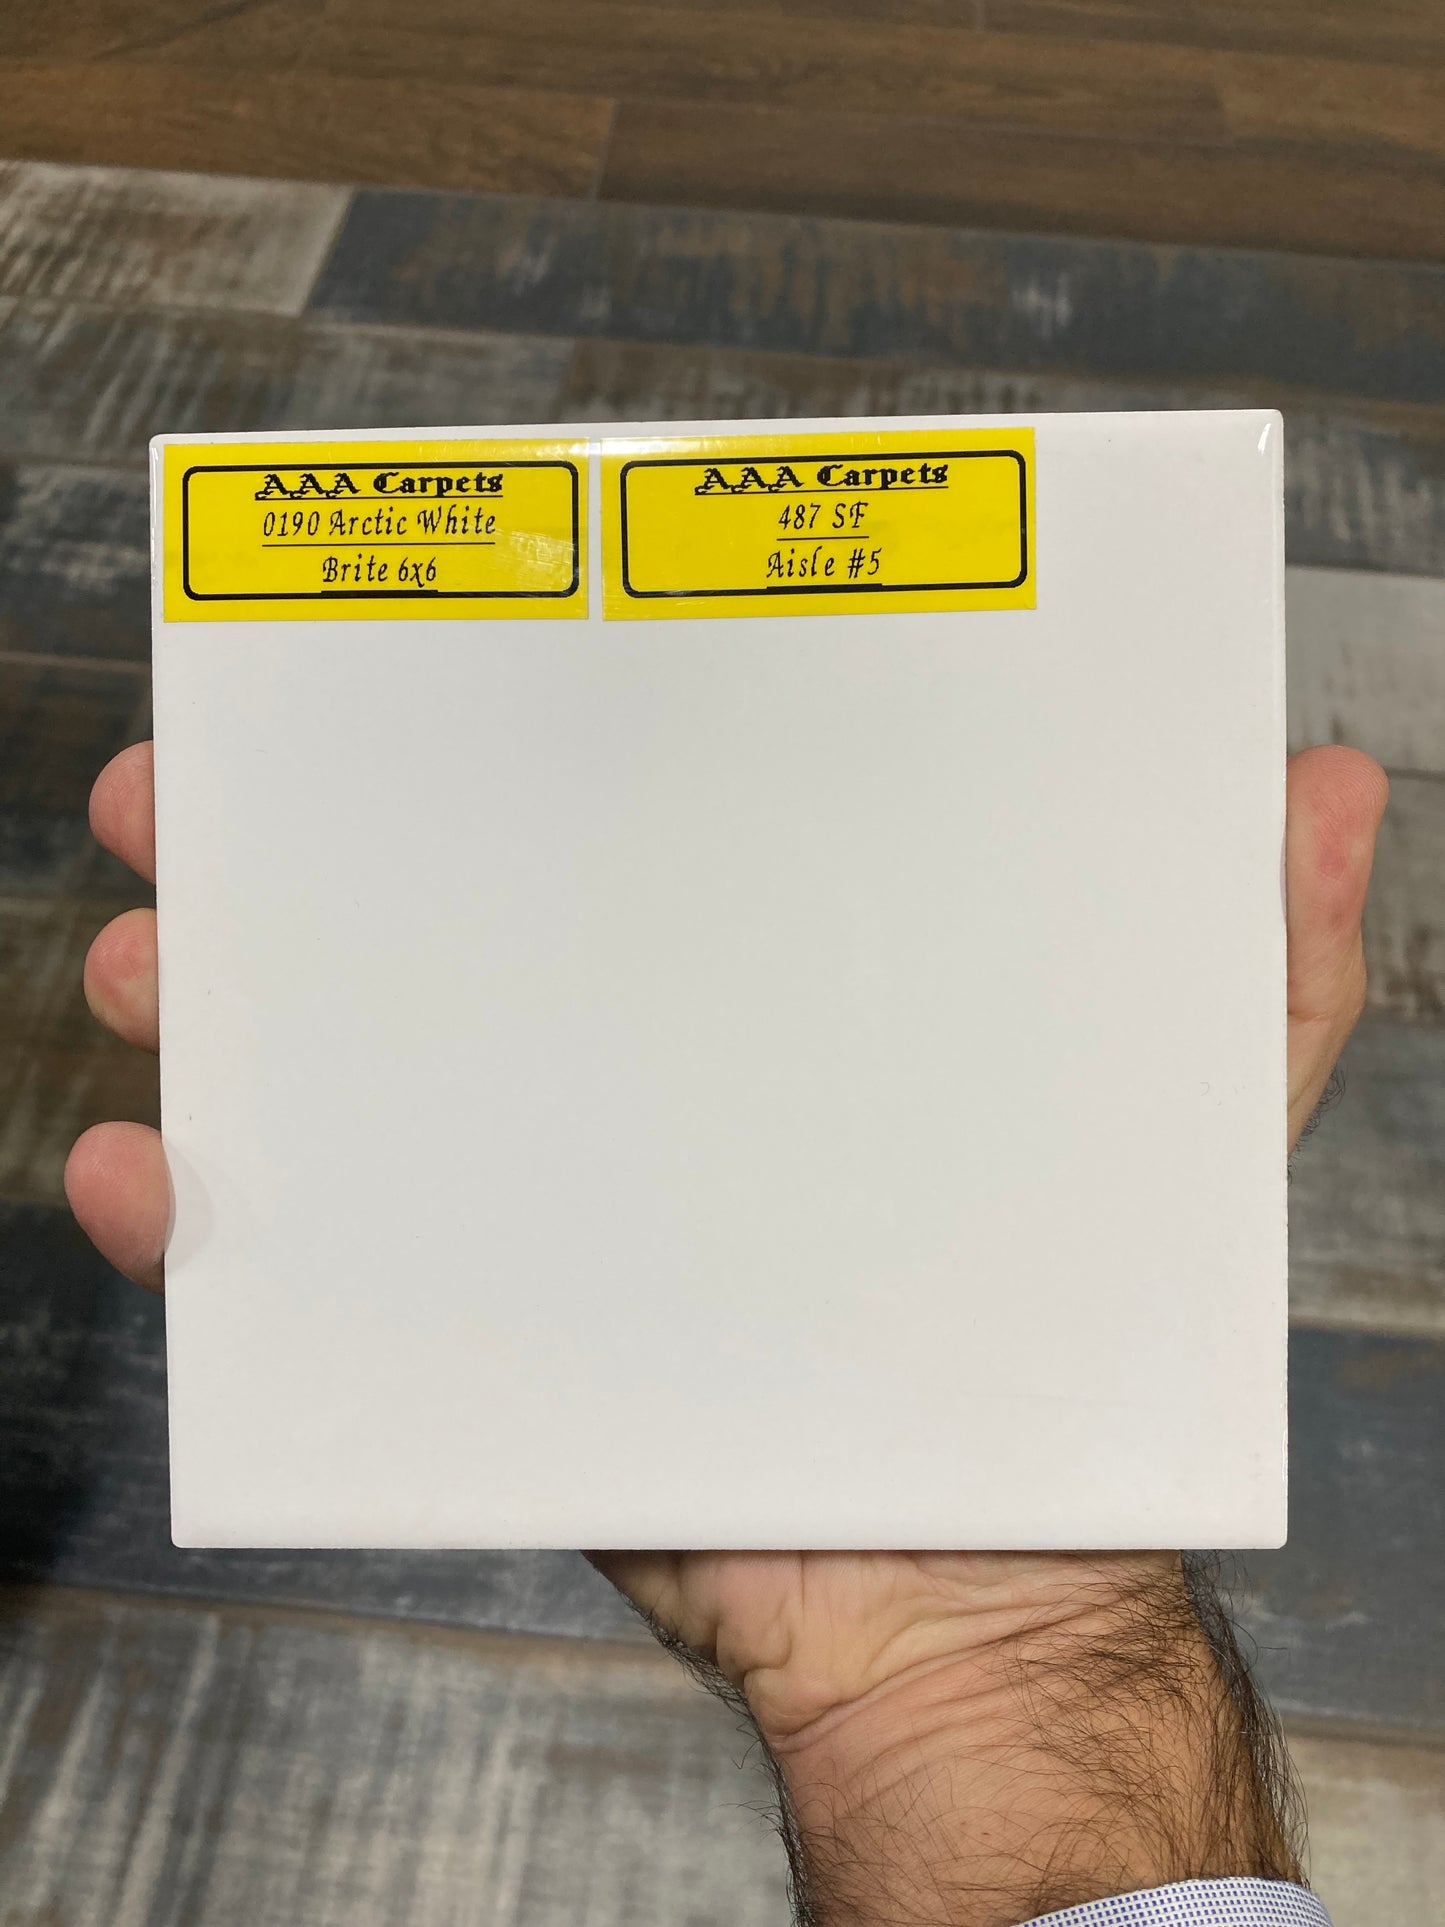 AAA Carpets
0190 Arctic White
Brite 6x6
AAA Carpets
487 SF
Aisle #5